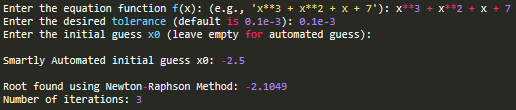 Enter the equation function f(x): (e.g., 'x**3 + x**2 + x + 7'): x**3 + x**2 + x + 7
Enter the desired tolerance (default is 0.1e-3): 0.1e-3
Enter the initial guess x0 (leave empty for automated guess):
Smartly Automated initial guess x0: -2.5
Root found using Newton-Raphson Method: -2.1049
Number of iterations: 3